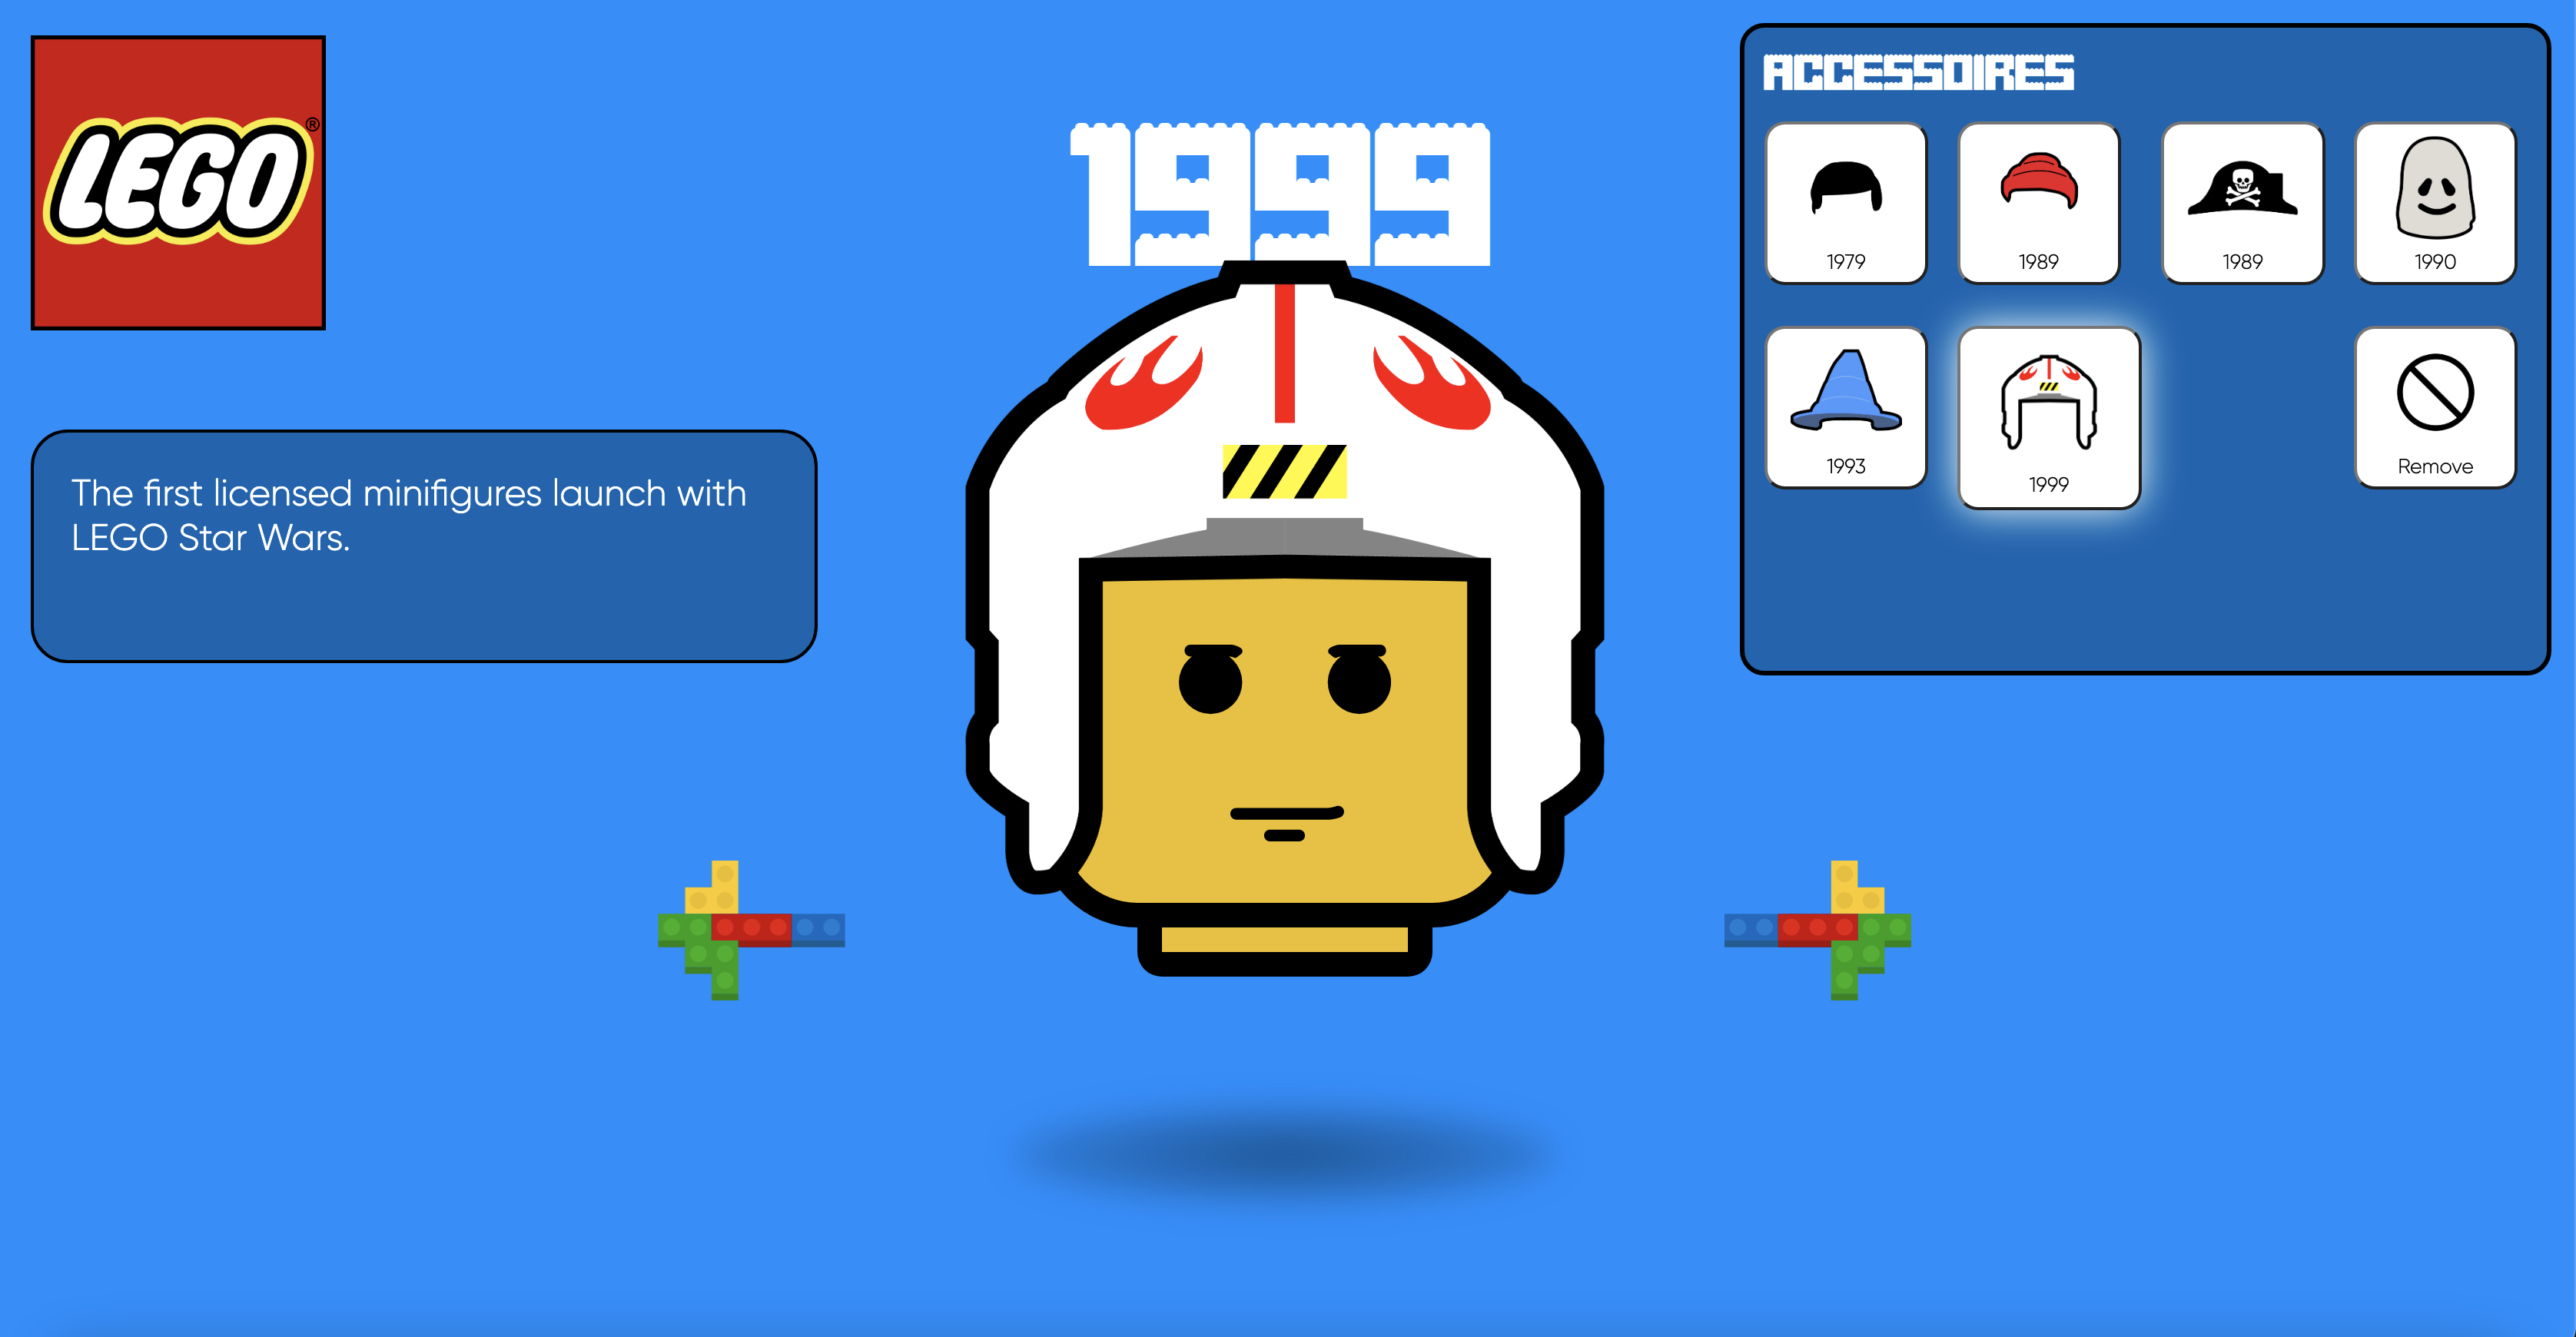 LEGO®
The first licensed minifigures launch with
LEGO Star Wars.
1999
ACCESSOIRES
1979
1989
1989
1990
1993
1999
Remove